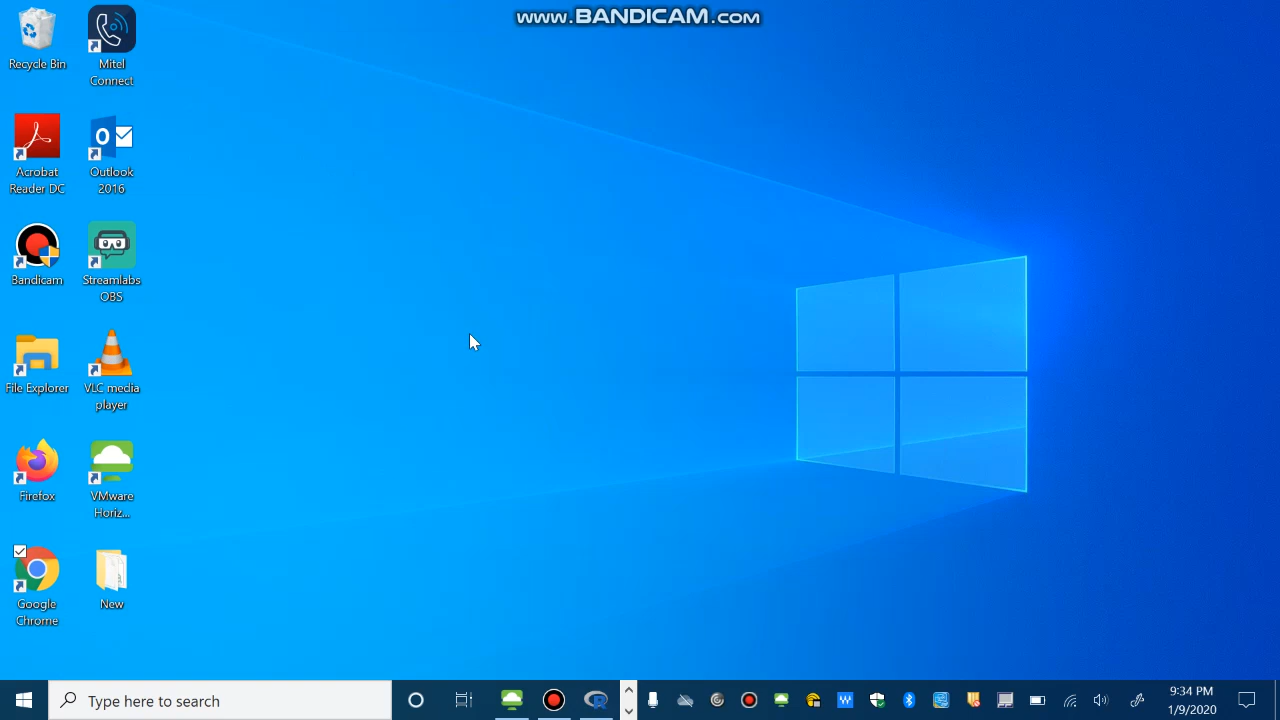 www.BANDICAM.com
Recycle Bin
Mitel
Connect
Acrobat
Reader DC
Outlook
2016
Bandicam
Streamlabs
OBS
File Explorer
VLC media
player
Firefox
VMware
Horiz...
Google
Chrome
New
Type here to search
9:34 PM
1/9/2020